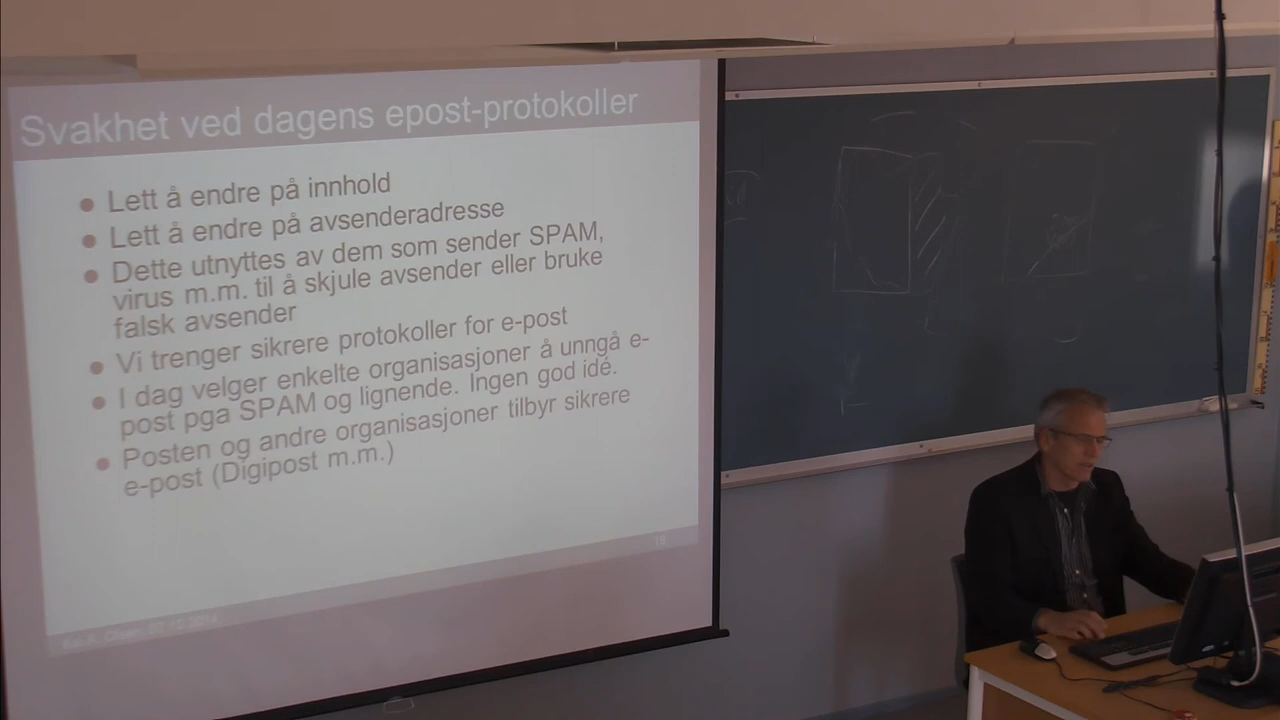 Svakhet ved dagens epost-protokoller
● Lett å endre på innhold
● Lett å endre på avsenderadresse
● Dette utnyttes av dem som sender SPAM,
virus m.m. til å skjule avsender eller bruke
falsk avsender
● Vi trenger sikrere protokoller for e-post
● I dag velger enkelte organisasjoner å unngå e-
post pga SPAM og lignende. Ingen god idé.
● Posten og andre organisasjoner tilbyr sikrere
e-post (Digipost m.m.)